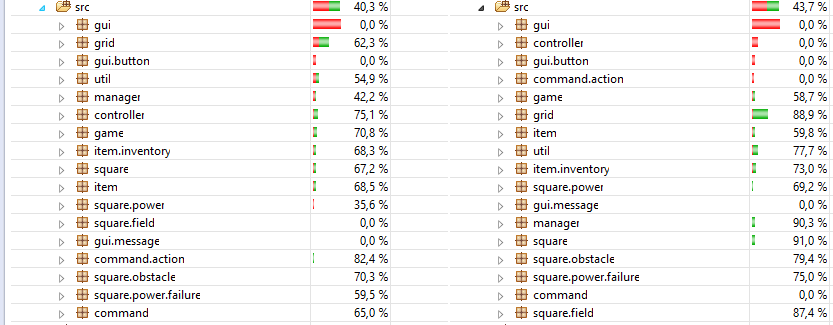 src 40,3 % src 43,7 %
gui 0,0 % gui 0,0 %
grid 62,3 % controller 0,0 %
gui.button 0,0 % gui.button 0,0 %
util 54,9 % command.action 0,0 %
manager 42,2 % game 58,7 %
controller 75,1 % grid 88,9 %
game 70,8 % item 59,8 %
item.inventory 68,3 % util 77,7 %
square 67,2 % item.inventory 73,0 %
item 68,5 % square.power 69,2 %
square.power 35,6 % gui.message 0,0 %
square.field 0,0 % manager 90,3 %
gui.message 0,0 % square 91,0 %
command.action 82,4 % square.obstacle 79,4 %
square.obstacle 70,3 % square.power.failure 75,0 %
square.power.failure 59,5 % command 0,0 %
command 65,0 % square.field 87,4 %